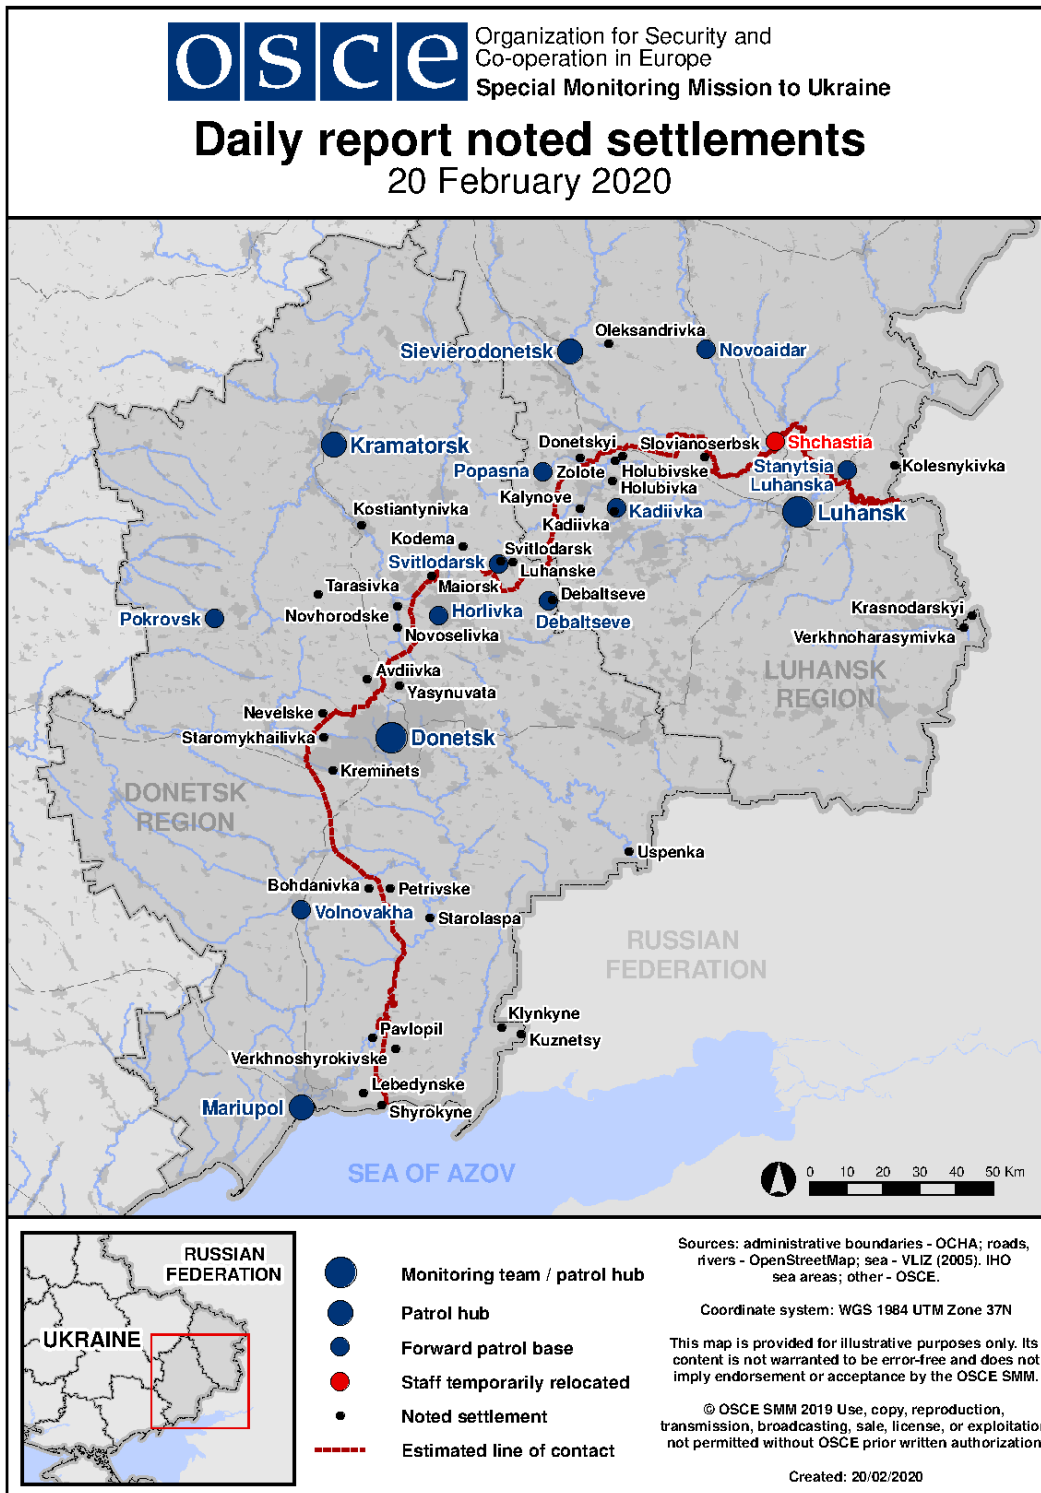 osce
Organization for Security and
Co-operation in Europe
Special Monitoring Mission to Ukraine
Daily report noted settlements
20 February 2020
Oleksandrivka
Sievierodonetsk
Novoaidar
Kramatorsk
Donetskyi
Slovianoserbsk
Shchastia
Popasna
Zolote
Holubivske
Stanytsia
Luhanska
Kolesnykivka
Holubivka
Kalynove
Kadiivka
Luhansk
Kostiantynivka
Kadiivka
Kodema
Svitlodarsk
Svitlodarsk
Luhanske
Maiorsk
Tarasivka
Debaltseve
Novhorodske
Horlivka
Debaltseve
Krasnodarskyi
Pokrovsk
Novoselivka
Verkhnoharasymivka
Avdiivka
Yasynuvata
LUHANSK
REGION
Nevelske
Staromykhailivka
Donetsk
Kreminets
DONETSK
REGION
Uspenka
Bohdanivka
Petrivske
Volnovakha
Starolaspa
RUSSIAN
FEDERATION
Klynkyne
Pavlopil
Kuznetsy
Verkhnoshyrokivske
Lebedynske
Mariupol
Shyrokyne
SEA OF AZOV
0 10 20 30 40 50 Km
RUSSIAN
FEDERATION
UKRAINE
Monitoring team / patrol hub
Patrol hub
Forward patrol base
Staff temporarily relocated
Noted settlement
Estimated line of contact
Sources: administrative boundaries - OCHA; roads,
rivers - OpenStreetMap; sea - VLIZ (2005). IHO
sea areas; other - OSCE.
Coordinate system: WGS 1984 UTM Zone 37N
This map is provided for illustrative purposes only. Its
content is not warranted to be error-free and does not
imply endorsement or acceptance by the OSCE SMM.
© OSCE SMM 2019 Use, copy, reproduction,
transmission, broadcasting, sale, license, or exploitation
not permitted without OSCE prior written authorization
Created: 20/02/2020